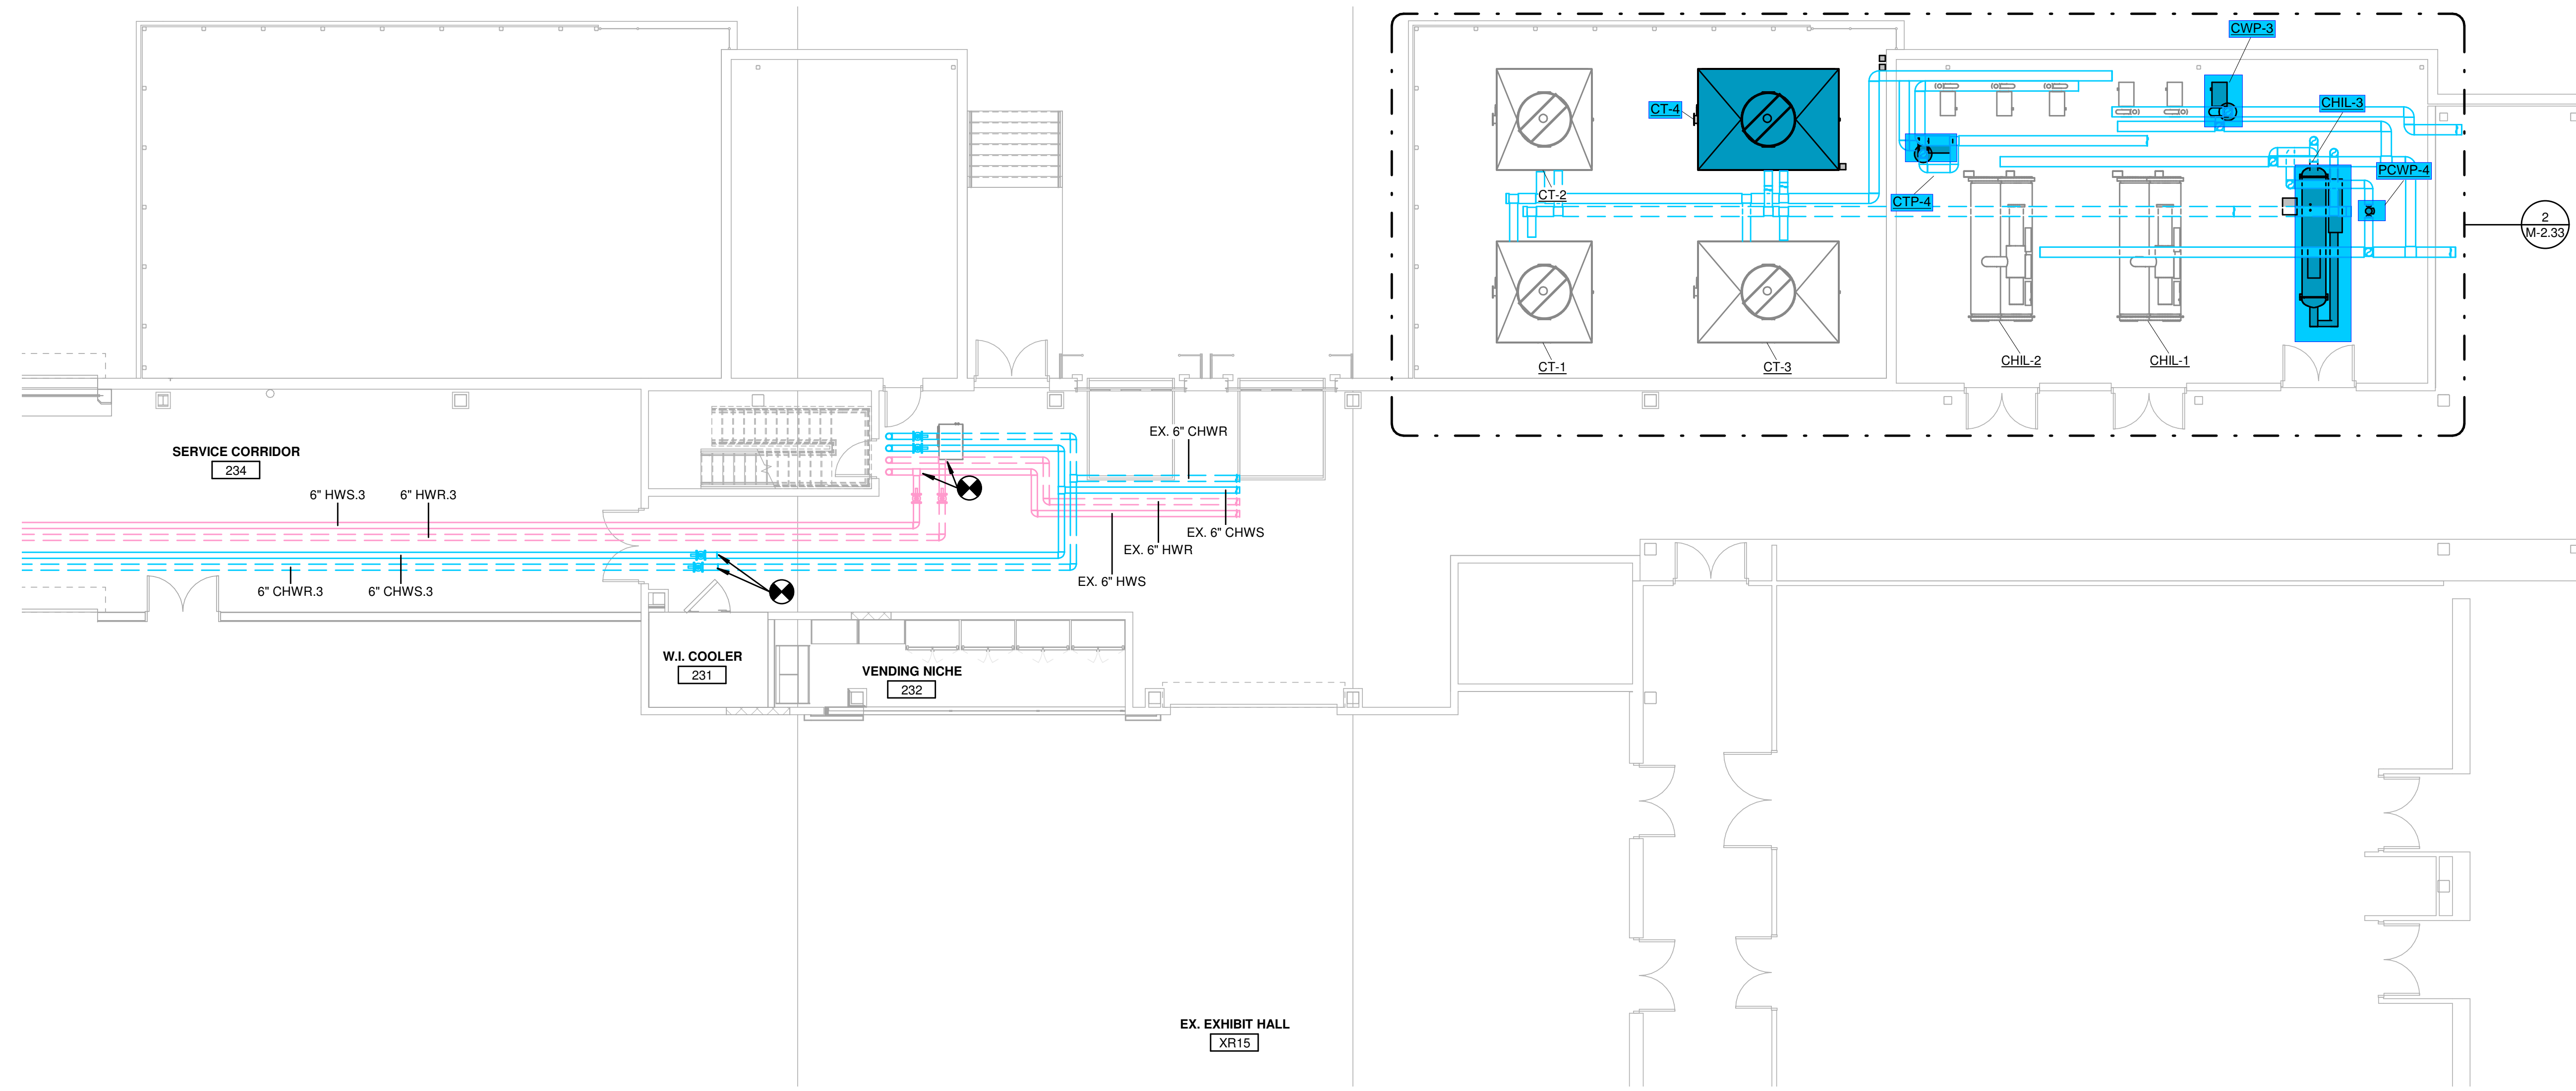 CWP-3
CT-4
CHIL-3
PCWP-4
CT-2
CTP-4
2
M-2.33
CT-1
CT-3
CHIL-2
CHIL-1
EX. 6" CHWR
SERVICE CORRIDOR
234
6" HWS.3
6" HWR.3
EX. 6" CHWS
EX. 6" HWR
EX. 6" HWS
6" CHWR.3
6" CHWS.3
W.I. COOLER
231
VENDING NICHE
232
EX. EXHIBIT HALL
XR15